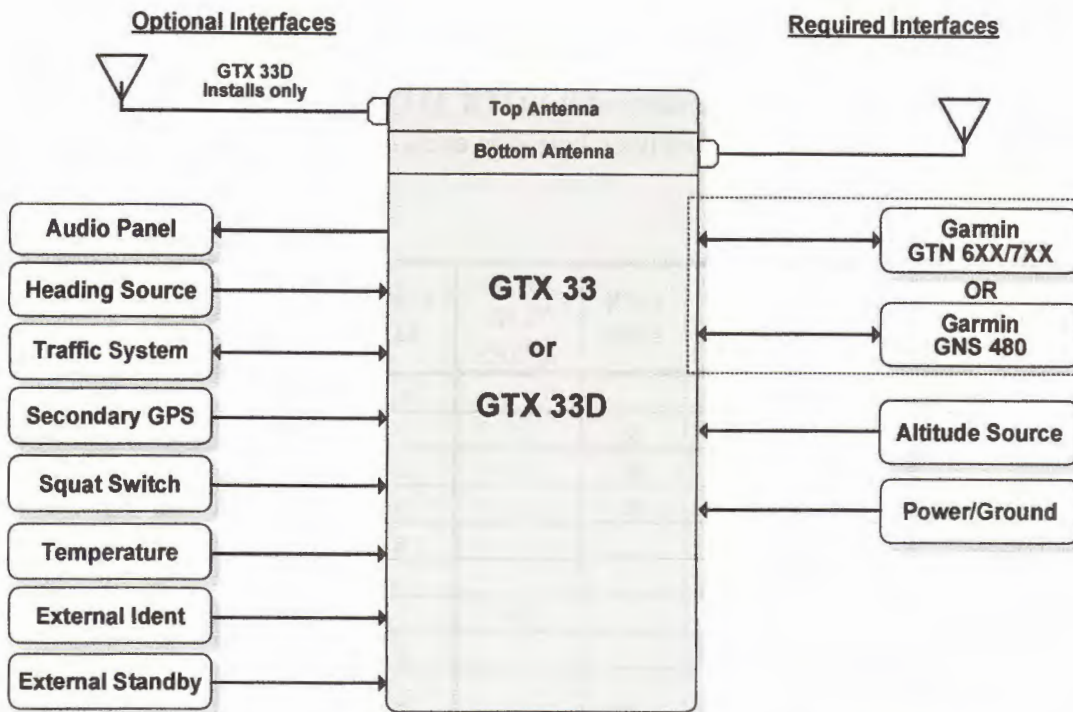 Optional Interfaces
Required Interfaces
GTX 33D
Installs only
Top Antenna
Bottom Antenna
Audio Panel
Heading Source
Traffic System
Secondary GPS
Squat Switch
Temperature
External Ident
External Standby
GTX 33
or
GTX 33D
Garmin
GTN 6XX/7XX
OR
Garmin
GNS 480
Altitude Source
Power/Ground